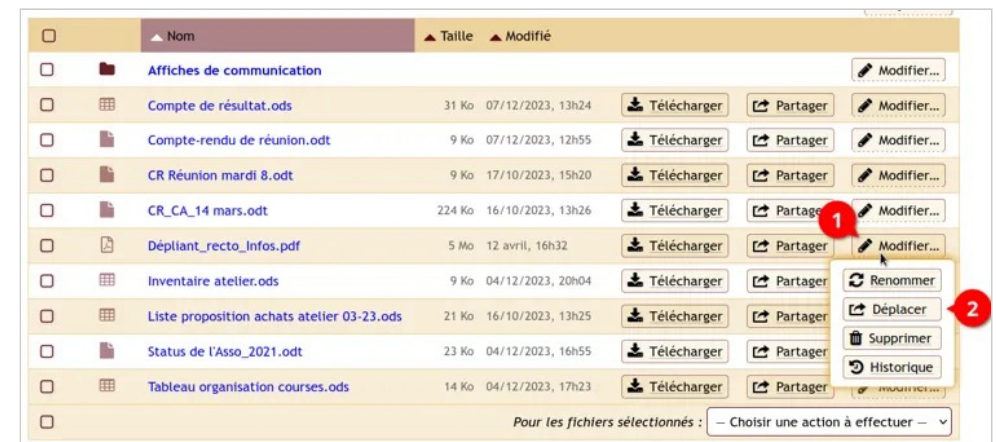 Nom Taille Modifié
Affiches de communication Modifier...
Compte de résultat.ods 31 Ko 07/12/2023, 13h24 Télécharger Partager Modifier...
Compte-rendu de réunion.odt 9 Ko 07/12/2023, 12h55 Télécharger Partager Modifier...
CR Réunion mardi 8.odt 9 Ko 17/10/2023, 15h20 Télécharger Partager Modifier...
CR_CA_14 mars.odt 224 Ko 16/10/2023, 13h26 Télécharger Partage Modifier...
1
Dépliant_recto_Infos.pdf 5 Mo 12 avril, 16h32 Télécharger Partager Modifier...
Inventaire atelier.ods 9 Ko 04/12/2023, 20h04 Télécharger Partager Renommer
Liste proposition achats atelier 03-23.ods 21 Ko 16/10/2023, 13h25 Télécharger Partager Déplacer 2
Status de l'Asso_2021.odt 23 Ko 04/12/2023, 16h55 Télécharger Partager Supprimer
Historique
Tableau organisation courses.ods 14 Ko 04/12/2023, 17h23 Télécharger Partager Modifier...
Pour les fichiers sélectionnés : — Choisir une action à effectuer —